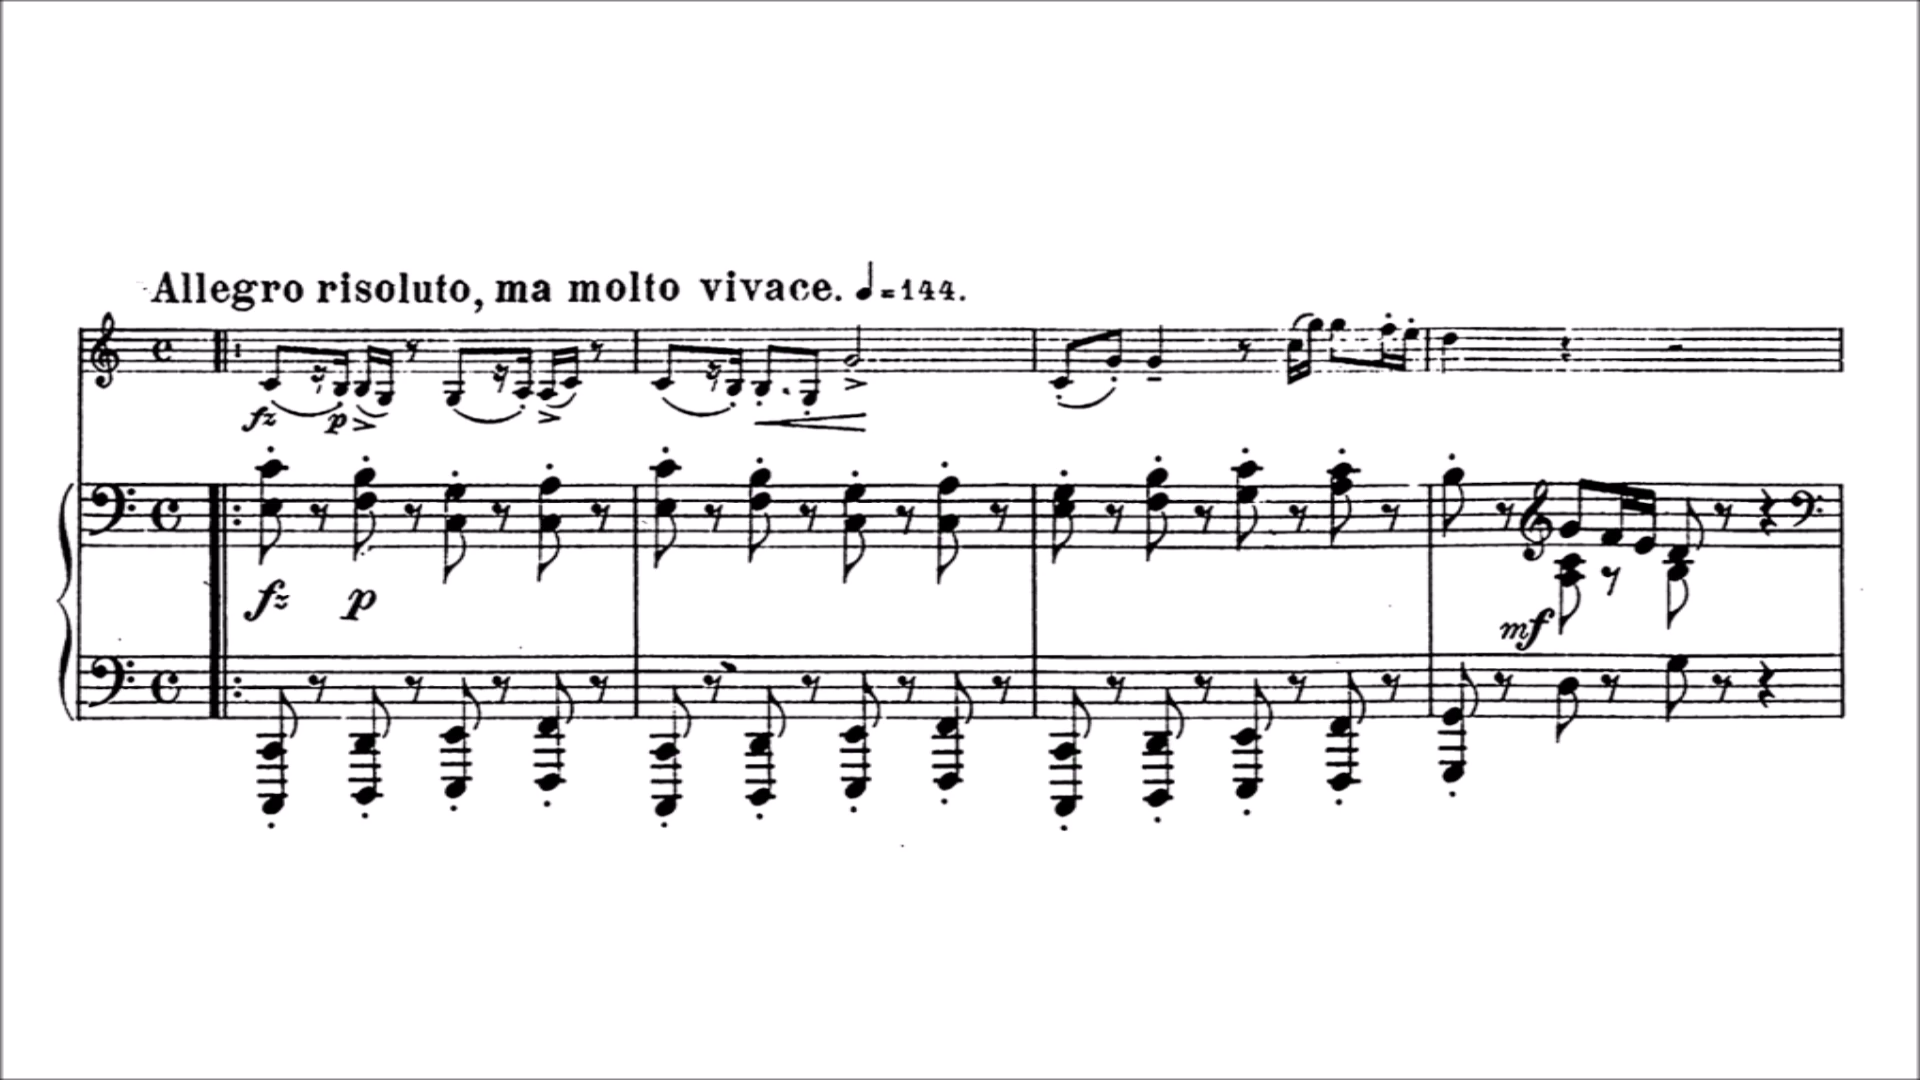 Allegro risoluto, ma molto vivace. ♩=144.
fz p
fz p
mf